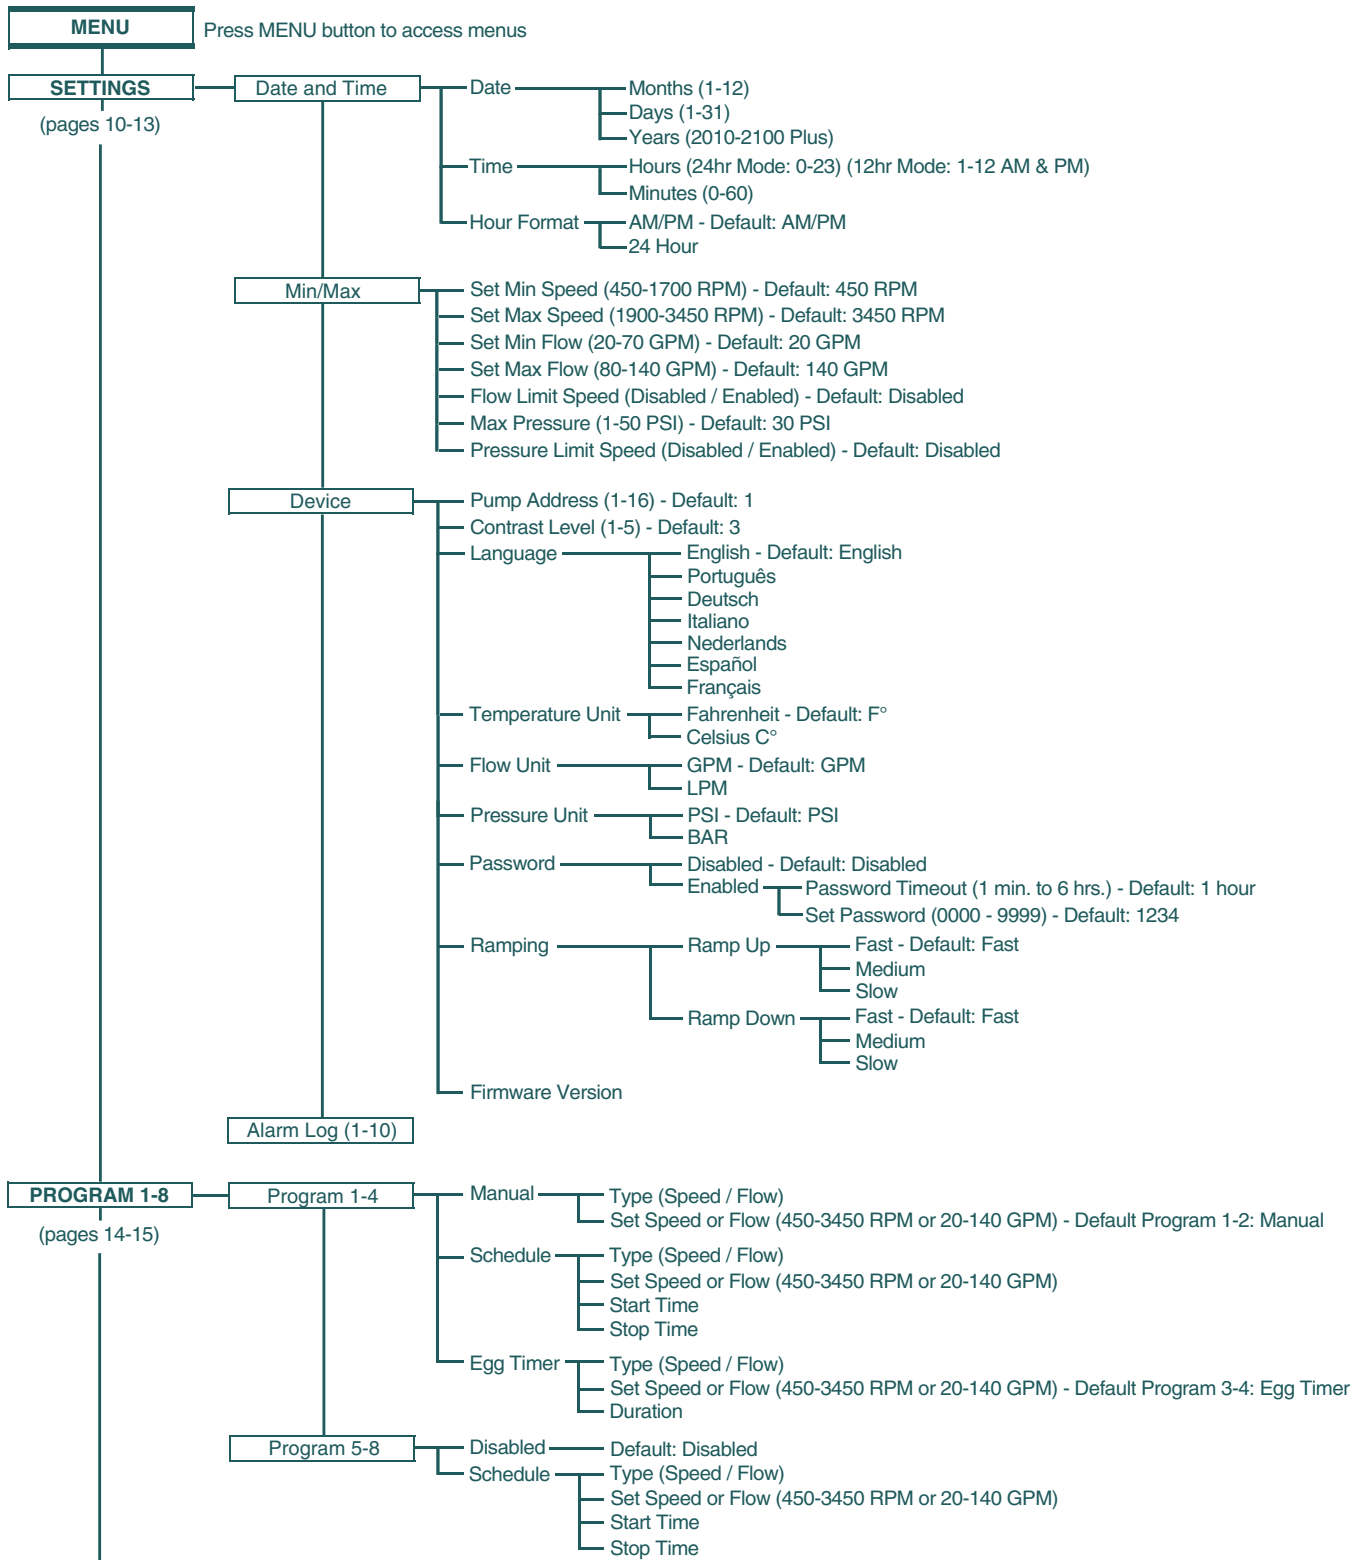 MENU Press MENU button to access menus
SETTINGS Date and Time Date Months (1-12)
(pages 10-13) Days (1-31)
Years (2010-2100 Plus)
Time Hours (24hr Mode: 0-23) (12hr Mode: 1-12 AM & PM)
Minutes (0-60)
Hour Format AM/PM - Default: AM/PM
24 Hour
Min/Max Set Min Speed (450-1700 RPM) - Default: 450 RPM
Set Max Speed (1900-3450 RPM) - Default: 3450 RPM
Set Min Flow (20-70 GPM) - Default: 20 GPM
Set Max Flow (80-140 GPM) - Default: 140 GPM
Flow Limit Speed (Disabled / Enabled) - Default: Disabled
Max Pressure (1-50 PSI) - Default: 30 PSI
Pressure Limit Speed (Disabled / Enabled) - Default: Disabled
Device Pump Address (1-16) - Default: 1
Contrast Level (1-5) - Default: 3
Language English - Default: English
Português
Deutsch
Italiano
Nederlands
Español
Français
Temperature Unit Fahrenheit - Default: F°
Celsius C°
Flow Unit GPM - Default: GPM
LPM
Pressure Unit PSI - Default: PSI
BAR
Password Disabled - Default: Disabled
Enabled Password Timeout (1 min. to 6 hrs.) - Default: 1 hour
Set Password (0000 - 9999) - Default: 1234
Ramping Ramp Up Fast - Default: Fast
Medium
Slow
Ramp Down Fast - Default: Fast
Medium
Slow
Firmware Version
Alarm Log (1-10)
PROGRAM 1-8 Program 1-4 Manual Type (Speed / Flow)
(pages 14-15) Set Speed or Flow (450-3450 RPM or 20-140 GPM) - Default Program 1-2: Manual
Schedule Type (Speed / Flow)
Set Speed or Flow (450-3450 RPM or 20-140 GPM)
Start Time
Stop Time
Egg Timer Type (Speed / Flow)
Set Speed or Flow (450-3450 RPM or 20-140 GPM) - Default Program 3-4: Egg Timer
Duration
Program 5-8 Disabled Default: Disabled
Schedule Type (Speed / Flow)
Set Speed or Flow (450-3450 RPM or 20-140 GPM)
Start Time
Stop Time